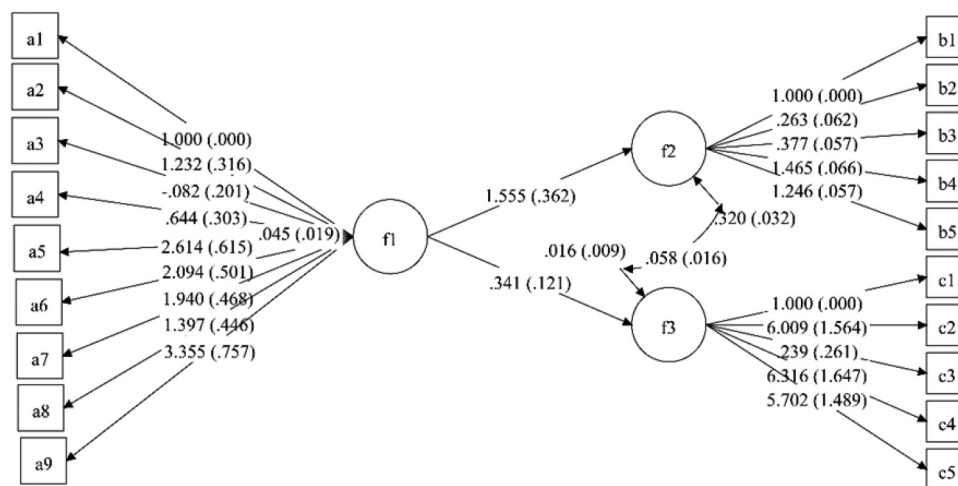 a1
a2
a3
a4
a5
a6
a7
a8
a9
1.000 (.000)
1.232 (.316)
-.082 (.201)
.644 (.303)
2.614 (.615)
2.094 (.501)
1.940 (.468)
1.397 (.446)
3.355 (.757)
.045 (.019)
f1
1.555 (.362)
.341 (.121)
f2
.320 (.032)
.016 (.009)
.058 (.016)
f3
1.000 (.000)
.263 (.062)
.377 (.057)
1.465 (.066)
1.246 (.057)
1.000 (.000)
6.009 (1.564)
.239 (.261)
6.316 (1.647)
5.702 (1.489)
b1
b2
b3
b4
b5
c1
c2
c3
c4
c5